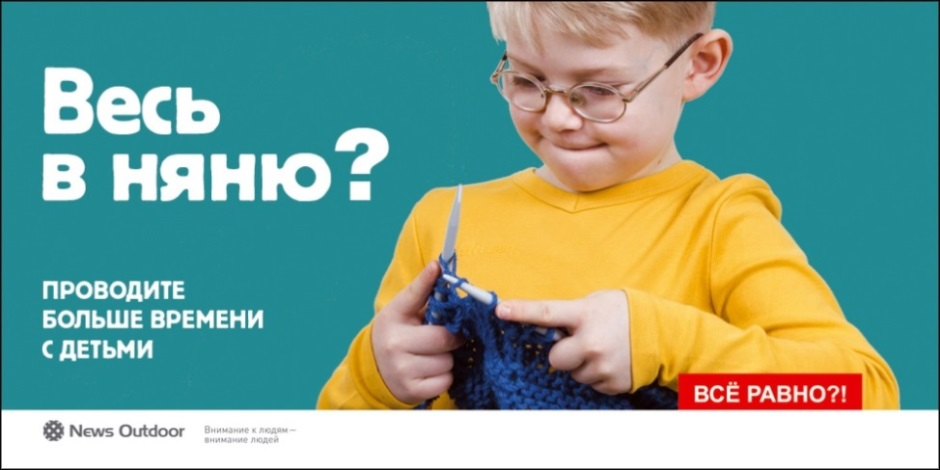 Весь
в няню?
ПРОВОДИТЕ
БОЛЬШЕ ВРЕМЕНИ
С ДЕТЬМИ
ВСЁ РАВНО?!
News Outdoor
Внимание к людям —
внимание людей